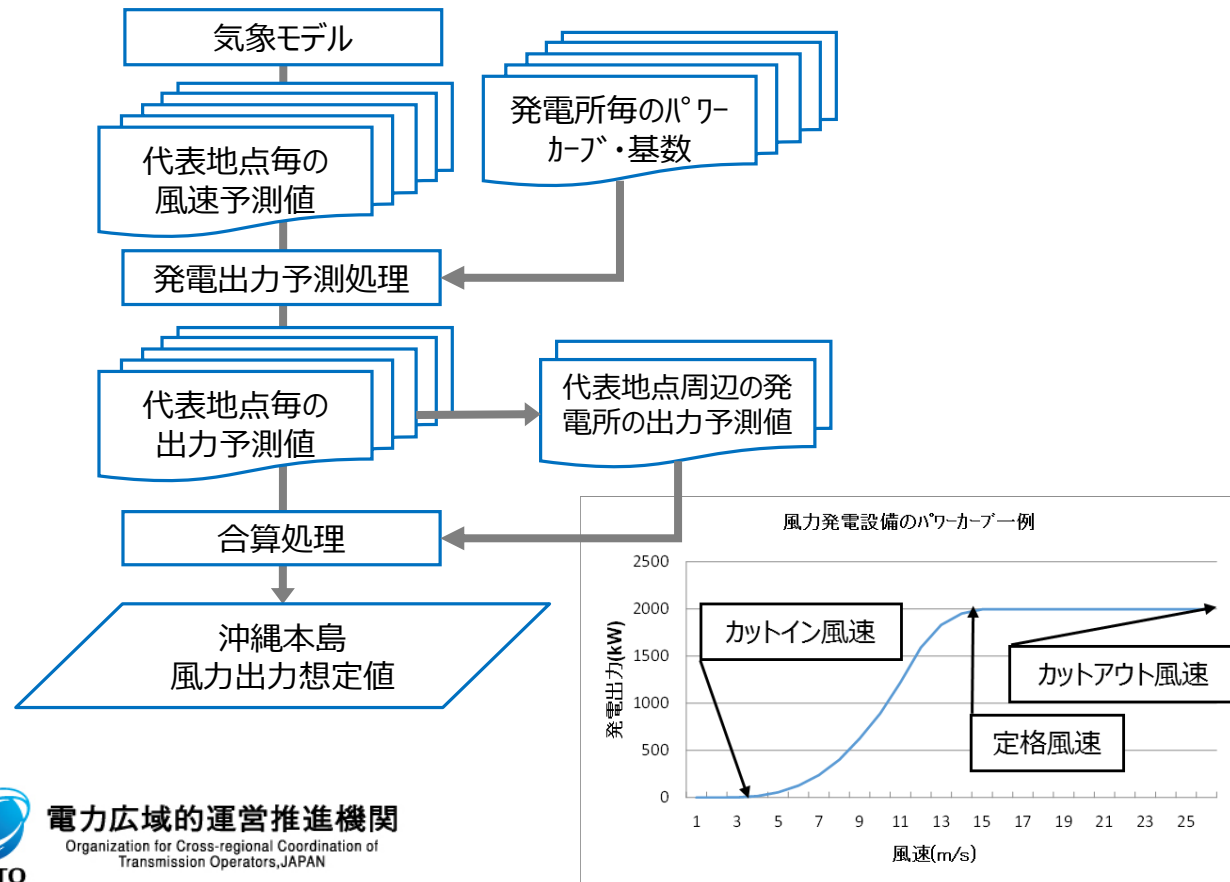 気象モデル
代表地点毎の
風速予測値
発電所毎のﾊﾟﾜｰ
ｶｰﾌﾞ・基数
発電出力予測処理
代表地点毎の
出力予測値
代表地点周辺の発
電所の出力予測値
合算処理
沖縄本島
風力出力想定値
風力発電設備のﾊﾟﾜｰｶｰﾌﾞ一例
発電出力(kW)
2500
2000
1500
1000
500
0
カットイン風速
カットアウト風速
定格風速
1 3 5 7 9 11 13 15 17 19 21 23 25
風速(m/s)
電力広域的運営推進機関
Organization for Cross-regional Coordination of
Transmission Operators,JAPAN
TO